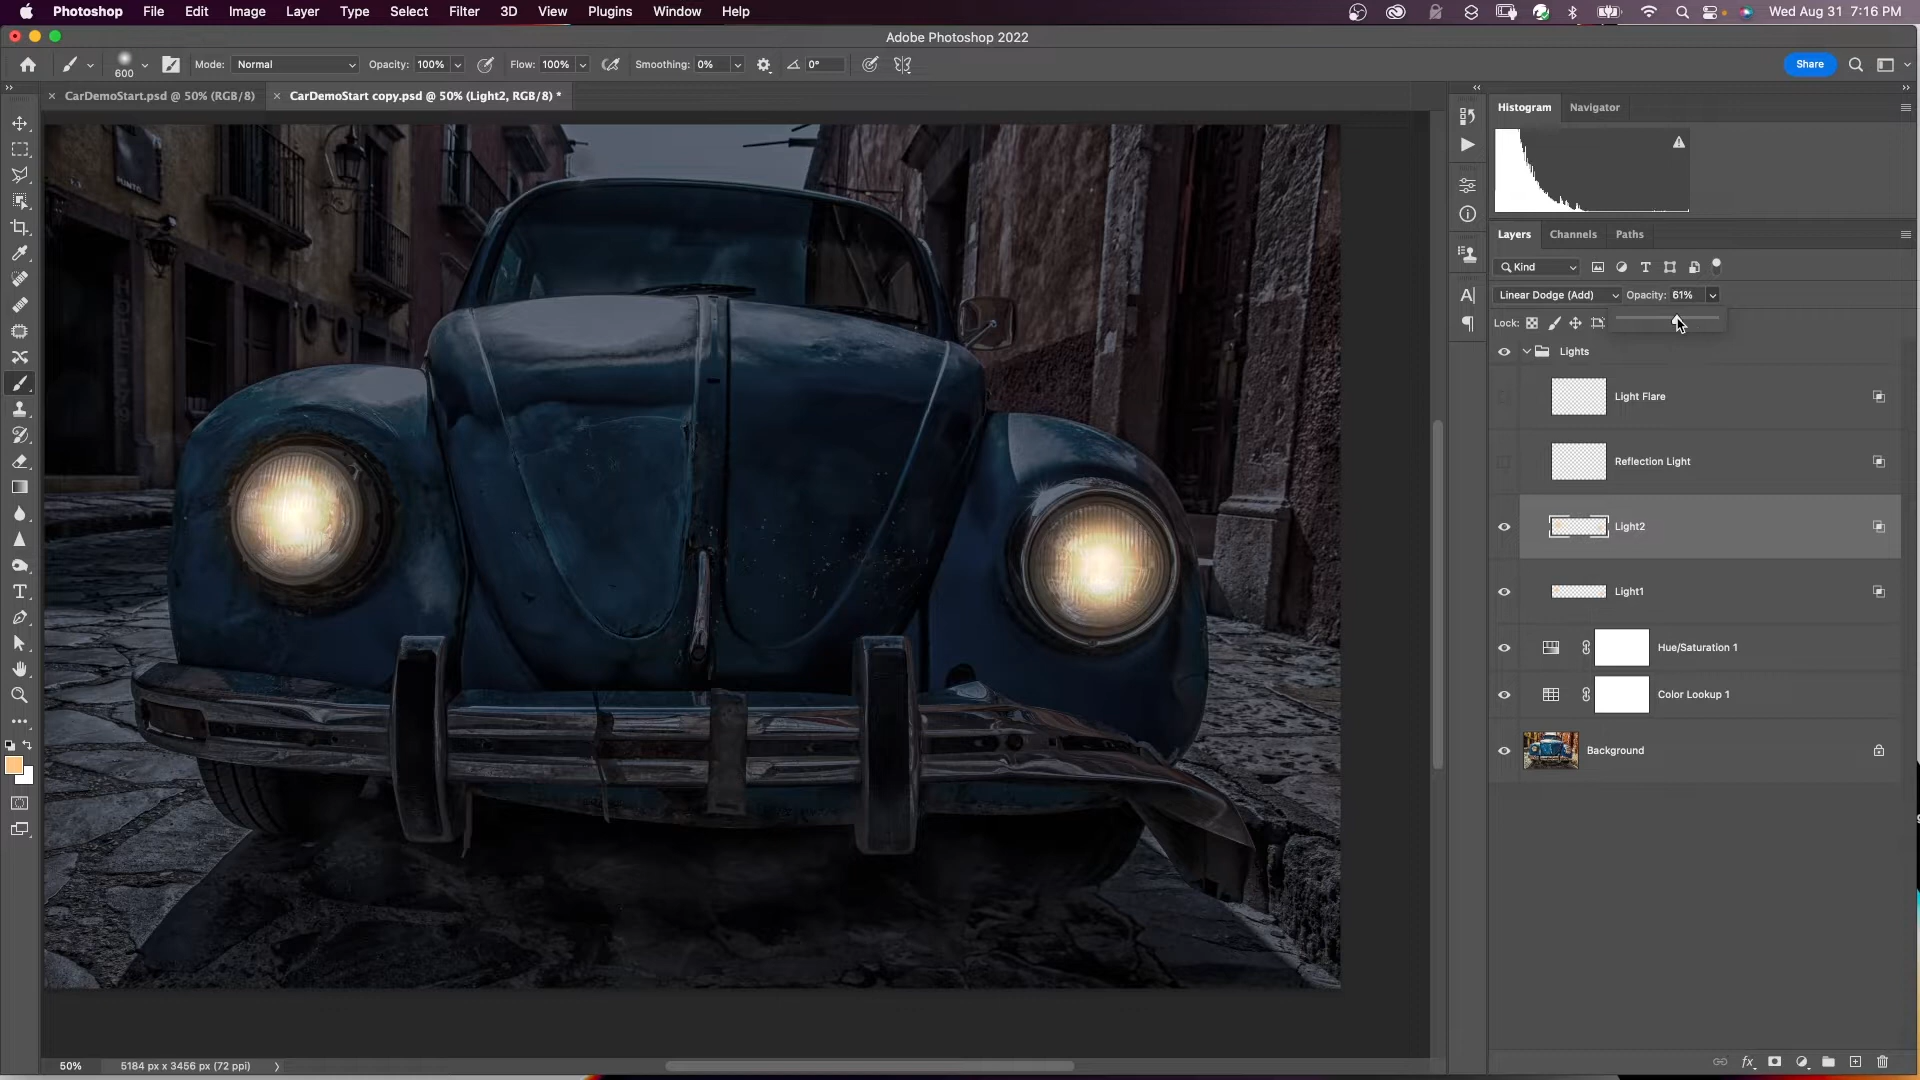 Photoshop File Edit Image Layer Type Select Filter 3D View Plugins Window Help Wed Aug 31 7:16 PM
Adobe Photoshop 2022
600 Mode: Normal Opacity: 100% Flow: 100% Smoothing: 0% 0° Share
CarDemoStart.psd @ 50% (RGB/8) CarDemoStart copy.psd @ 50% (Light2, RGB/8) *
Histogram Navigator
Layers Channels Paths
Kind
Linear Dodge (Add) Opacity: 61%
Lock:
Lights
Light Flare
Reflection Light
Light2
Light1
Hue/Saturation 1
Color Lookup 1
Background
50% 5184 px x 3456 px (72 ppi)